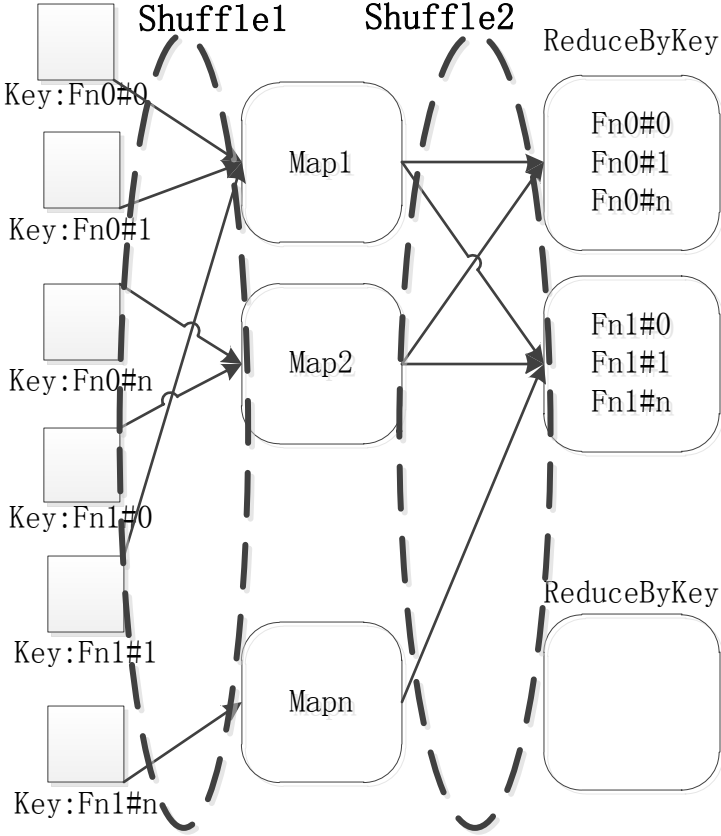 Shuffle1
Shuffle2
ReduceByKey
Key:Fn0#0
Key:Fn0#1
Key:Fn0#n
Key:Fn1#0
Key:Fn1#1
Key:Fn1#n
Map1
Map2
Mapn
Fn0#0
Fn0#1
Fn0#n
Fn1#0
Fn1#1
Fn1#n
ReduceByKey